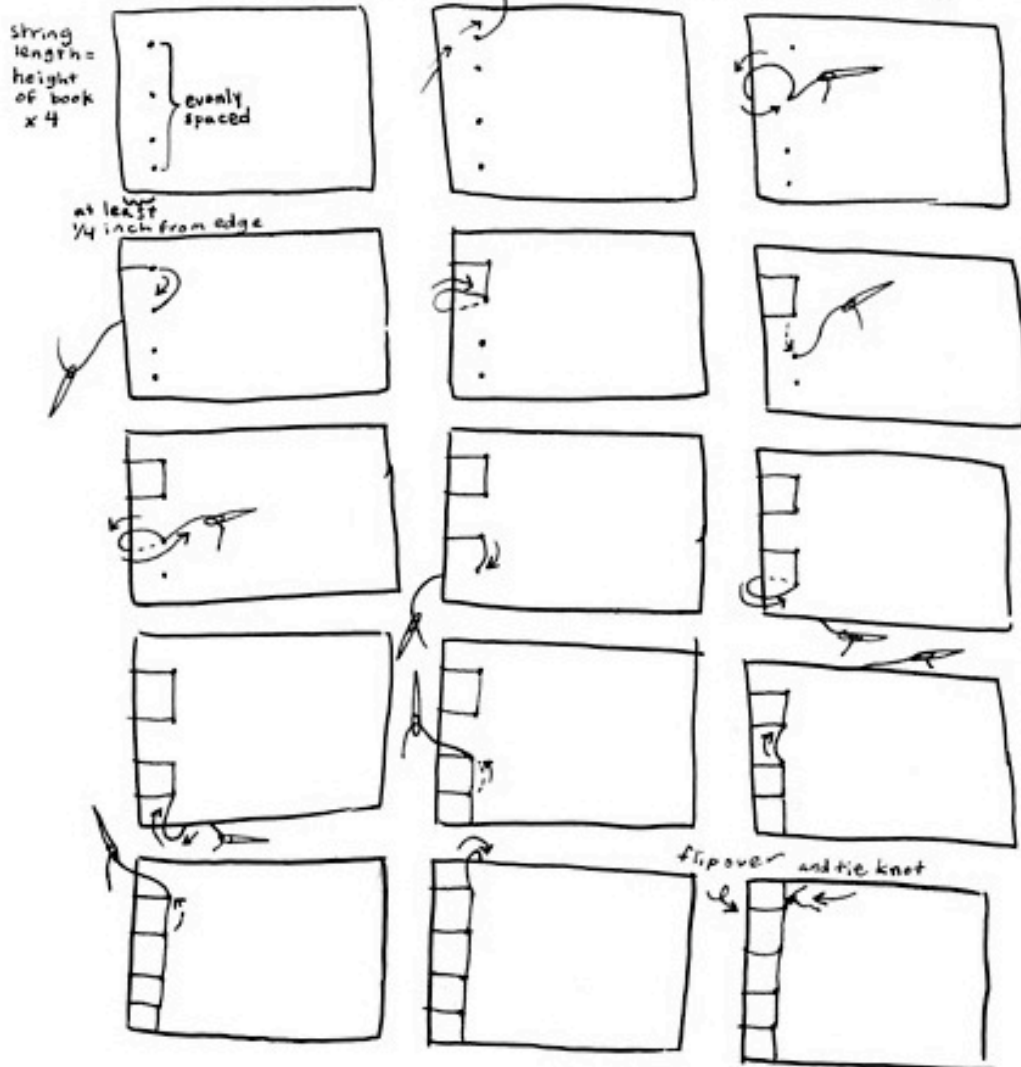 string
length =
height
of book
x 4
evenly
spaced
at least
1/4 inch from edge
flip over and tie knot